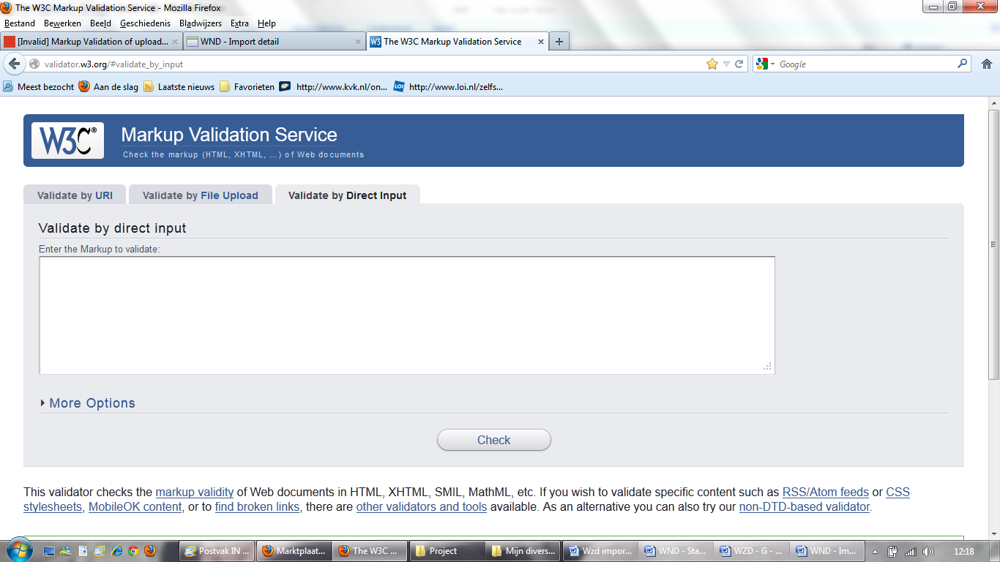 The W3C Markup Validation Service - Mozilla Firefox
Bestand Bewerken Beeld Geschiedenis Bladwijzers Extra Help
[Invalid] Markup Validation of upload... WND - Import detail W3 The W3C Markup Validation Service
validator.w3.org/#validate_by_input Google
Meest bezocht Aan de slag Laatste nieuws Favorieten http://www.kvk.nl/on... LOI http://www.loi.nl/zelfs...
W3C® Markup Validation Service
Check the markup (HTML, XHTML, …) of Web documents
Validate by URI Validate by File Upload Validate by Direct Input
Validate by direct input
Enter the Markup to validate:
More Options
Check
This validator checks the markup validity of Web documents in HTML, XHTML, SMIL, MathML, etc. If you wish to validate specific content such as RSS/Atom feeds or CSS
stylesheets, MobileOK content, or to find broken links, there are other validators and tools available. As an alternative you can also try our non-DTD-based validator.
Postvak IN ... Marktplaat... The W3C ... Project Mijn divers... Wzd impor... WND - Sta... WZD - G - ... WND - Im... 12:18